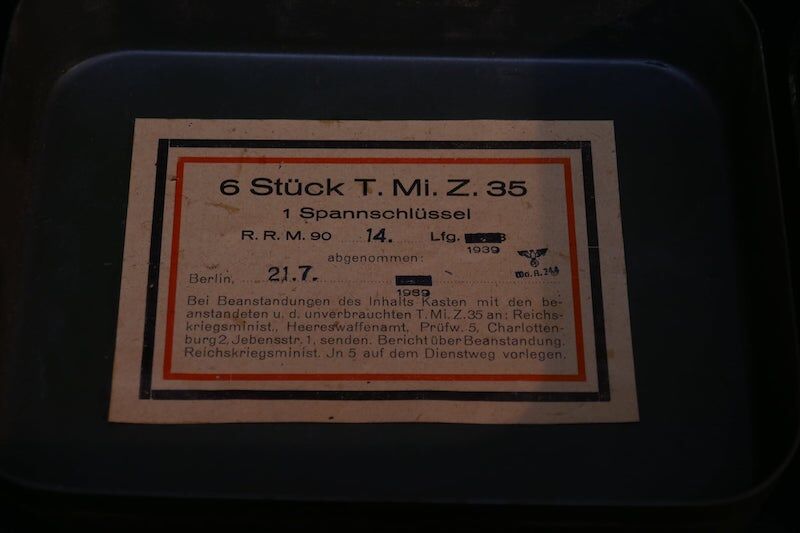 6 Stück T. Mi. Z. 35
1 Spannschlüssel
R. R. M. 90 14. Lfg.
1939
abgenommen:
Berlin, 21.7. 1939
Wa.A.
Bei Beanstandungen des Inhalts Kasten mit den be-
anstandeten u. d. unverbrauchten T. Mi. Z. 35 an: Reichs-
kriegsminist., Heereswaffenamt, Prüfw. 5, Charlotten-
burg 2, Jebensstr. 1, senden. Bericht über Beanstandung.
Reichskriegsminist. Jn 5 auf dem Dienstweg vorlegen.